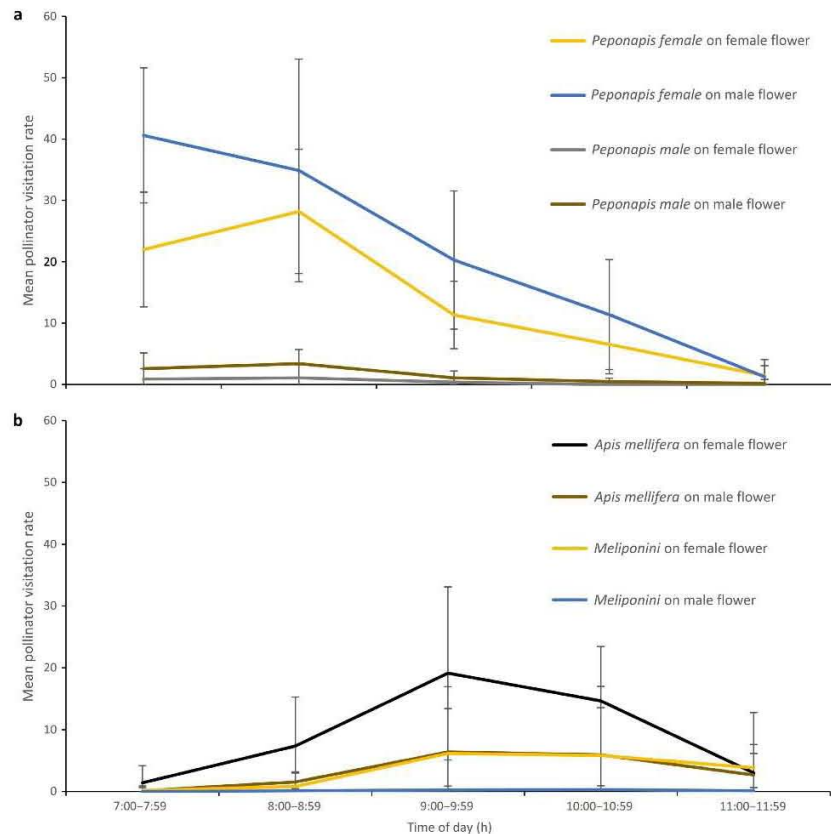 a
60
50
40
30
20
10
0
Mean pollinator visitation rate
Peponapis female on female flower
Peponapis female on male flower
Peponapis male on female flower
Peponapis male on male flower
b
60
50
40
30
20
10
0
Mean pollinator visitation rate
Apis mellifera on female flower
Apis mellifera on male flower
Meliponini on female flower
Meliponini on male flower
7:00–7:59 8:00–8:59 9:00–9:59 10:00–10:59 11:00–11:59
Time of day (h)